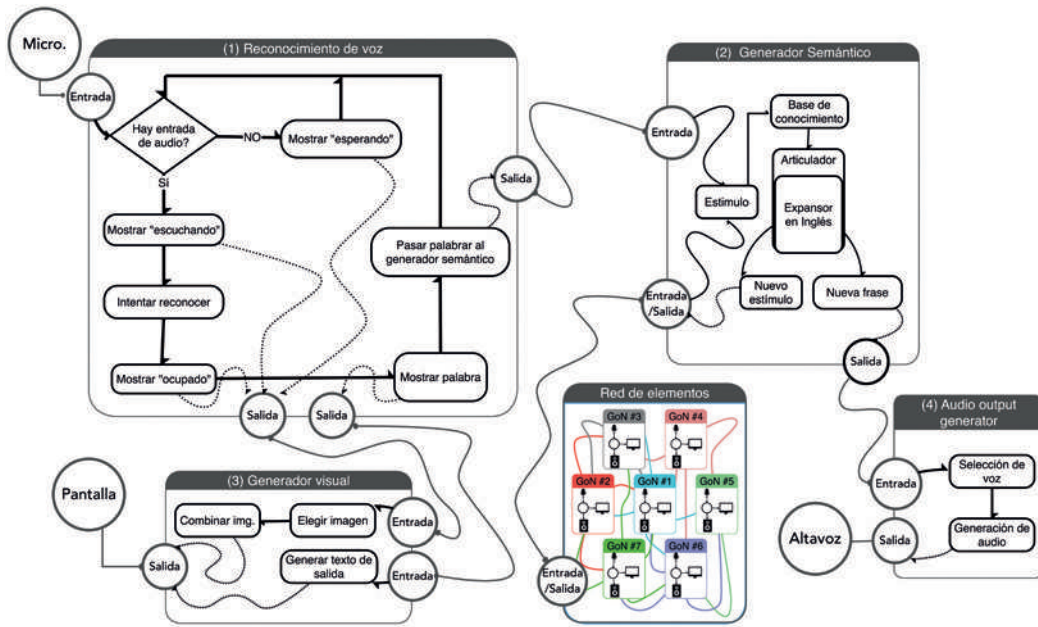 Micro.
(1) Reconocimiento de voz
Entrada
Hay entrada
de audio?
NO
Mostrar "esperando"
Sí
Mostrar "escuchando"
Intentar reconocer
Mostrar "ocupado"
Mostrar palabra
Pasar palabrar al
generador semántico
Salida
Salida
Salida
(2) Generador Semántico
Entrada
Base de
conocimiento
Articulador
Expansor
en Inglés
Estímulo
Nuevo
estímulo
Nueva frase
Entrada
/Salida
Salida
(3) Generador visual
Pantalla
Salida
Combinar img.
Elegir imagen
Entrada
Generar texto de
salida
Entrada
Red de elementos
GoN #3
GoN #4
GoN #2
GoN #1
GoN #5
GoN #7
GoN #6
Entrada
/Salida
(4) Audio output
generator
Entrada
Selección de
voz
Generación de
audio
Salida
Altavoz